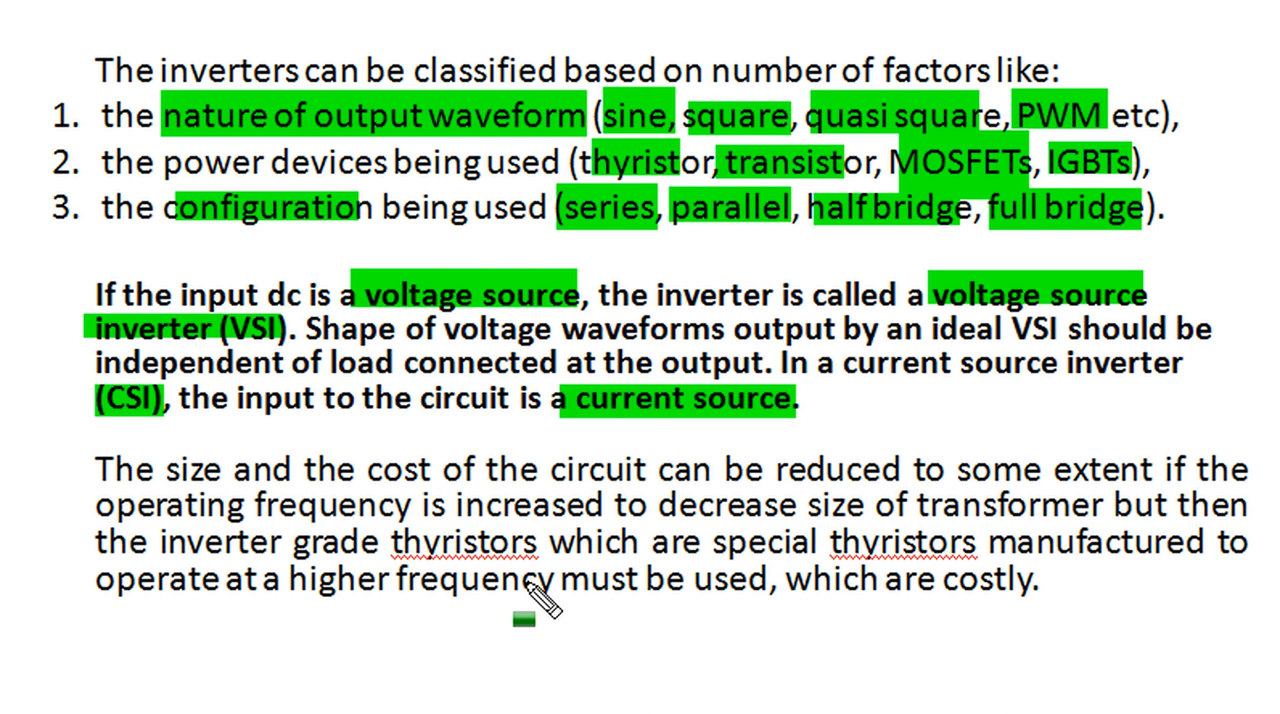 The inverters can be classified based on number of factors like:
1. the nature of output waveform (sine, square, quasi square, PWM etc),
2. the power devices being used (thyristor, transistor, MOSFETs, IGBTs),
3. the configuration being used (series, parallel, half bridge, full bridge).
If the input dc is a voltage source, the inverter is called a voltage source
inverter (VSI). Shape of voltage waveforms output by an ideal VSI should be
independent of load connected at the output. In a current source inverter
(CSI), the input to the circuit is a current source.
The size and the cost of the circuit can be reduced to some extent if the
operating frequency is increased to decrease size of transformer but then
the inverter grade thyristors which are special thyristors manufactured to
operate at a higher frequency must be used, which are costly.